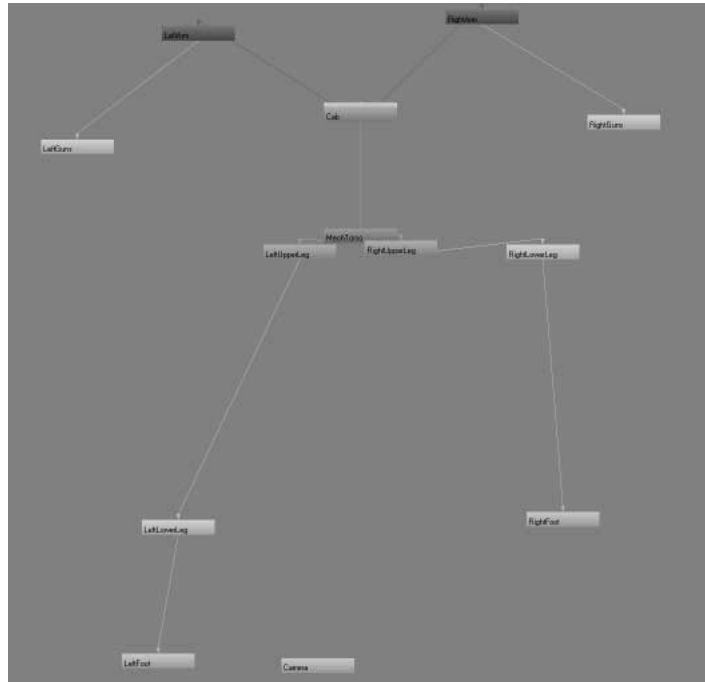 RightArm
LeftArm
Cab
RightGuns
LeftGuns
MechTorso
RightUpperLeg
LeftUpperLeg
RightLowerLeg
RightFoot
LeftLowerLeg
LeftFoot
Camera